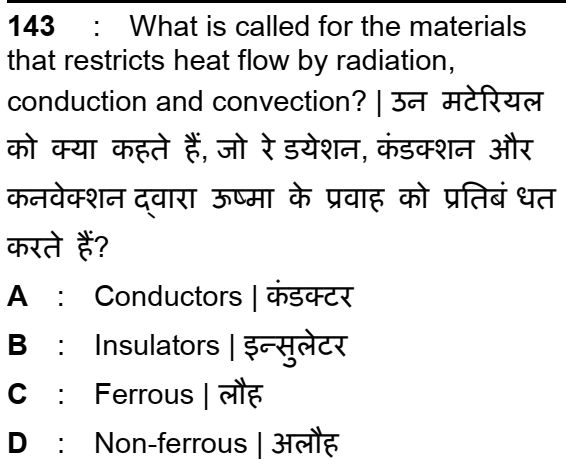 143 : What is called for the materials
that restricts heat flow by radiation,
conduction and convection? | उन मटेरियल
को क्या कहते हैं, जो रे डयेशन, कंडक्शन और
कनवेक्शन द्वारा ऊष्मा के प्रवाह को प्रतिबं धत
करते हैं?
A : Conductors | कंडक्टर
B : Insulators | इन्सुलेटर
C : Ferrous | लौह
D : Non-ferrous | अलौह